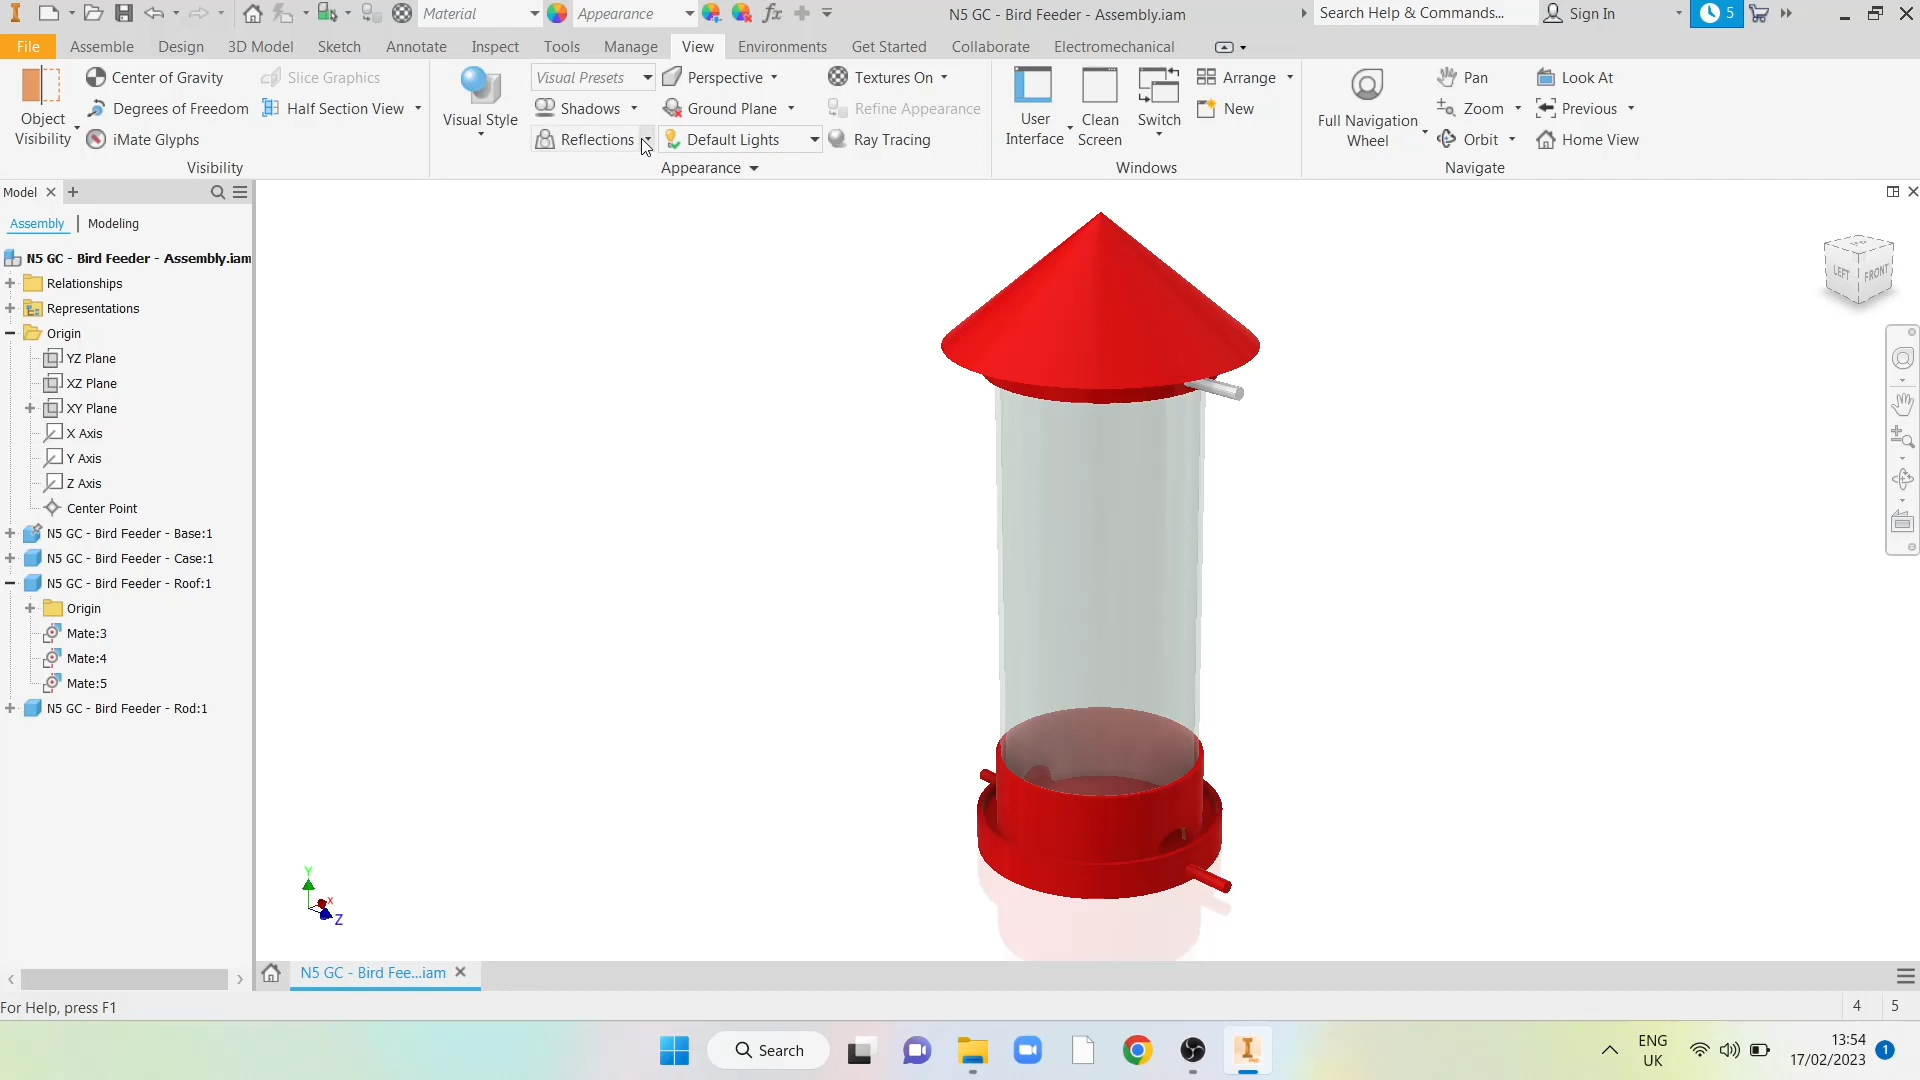 Material
Appearance
N5 GC - Bird Feeder - Assembly.iam
Search Help & Commands...
Sign In
5
File
Assemble
Design
3D Model
Sketch
Annotate
Inspect
Tools
Manage
View
Environments
Get Started
Collaborate
Electromechanical
Object
Visibility
Center of Gravity
Degrees of Freedom
iMate Glyphs
Slice Graphics
Half Section View
Visibility
Visual Style
Visual Presets
Shadows
Reflections
Perspective
Ground Plane
Default Lights
Textures On
Refine Appearance
Ray Tracing
Appearance
User
Interface
Clean
Screen
Switch
Arrange
New
Windows
Full Navigation
Wheel
Pan
Zoom
Orbit
Look At
Previous
Home View
Navigate
Model
Assembly
Modeling
N5 GC - Bird Feeder - Assembly.iam
Relationships
Representations
Origin
YZ Plane
XZ Plane
XY Plane
X Axis
Y Axis
Z Axis
Center Point
N5 GC - Bird Feeder - Base:1
N5 GC - Bird Feeder - Case:1
N5 GC - Bird Feeder - Roof:1
Origin
Mate:3
Mate:4
Mate:5
N5 GC - Bird Feeder - Rod:1
LEFT
FRONT
Y
X
Z
N5 GC - Bird Fee...iam
For Help, press F1
4
5
Search
ENG
UK
13:54
17/02/2023
1